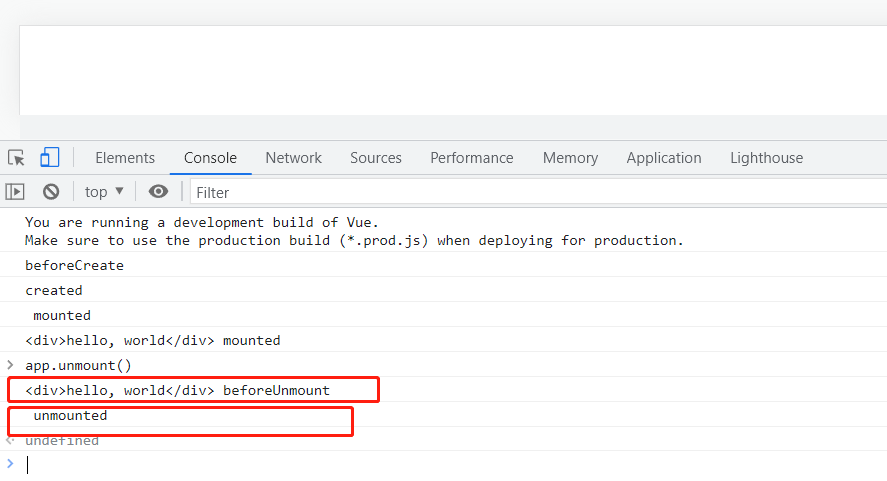 Elements Console Network Sources Performance Memory Application Lighthouse
top Filter
You are running a development build of Vue.
Make sure to use the production build (*.prod.js) when deploying for production.
beforeCreate
created
mounted
<div>hello, world</div> mounted
app.unmount()
<div>hello, world</div> beforeUnmount
unmounted
undefined